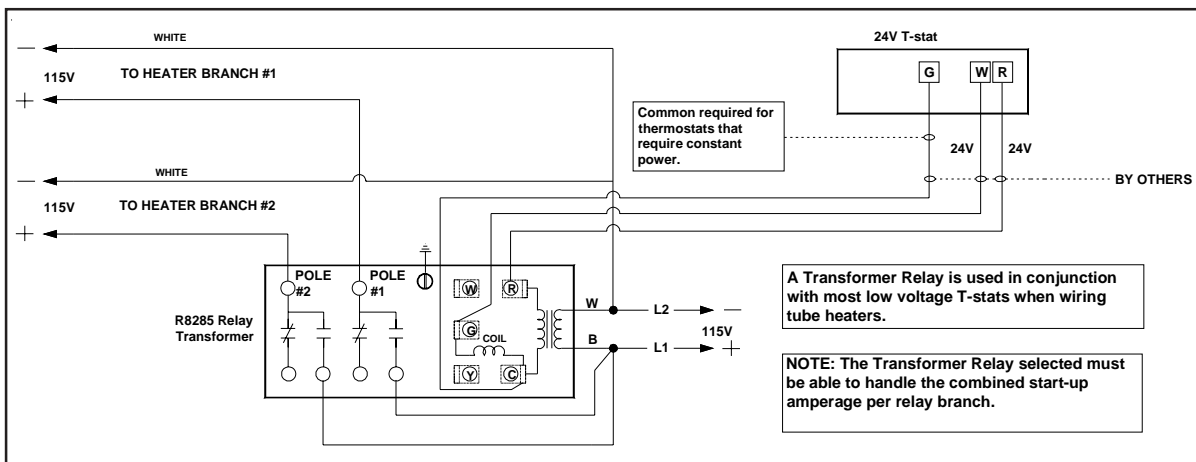 WHITE
—
115V
TO HEATER BRANCH #1
+
WHITE
—
115V
TO HEATER BRANCH #2
+
24V T-stat
G W R
Common required for
thermostats that
require constant
power.
24V 24V
BY OTHERS
POLE
#2
POLE
#1
R8285 Relay
Transformer
W R
G
COIL
Y C
W
B
L2 —
115V
L1 +
A Transformer Relay is used in conjunction
with most low voltage T-stats when wiring
tube heaters.
NOTE: The Transformer Relay selected must
be able to handle the combined start-up
amperage per relay branch.